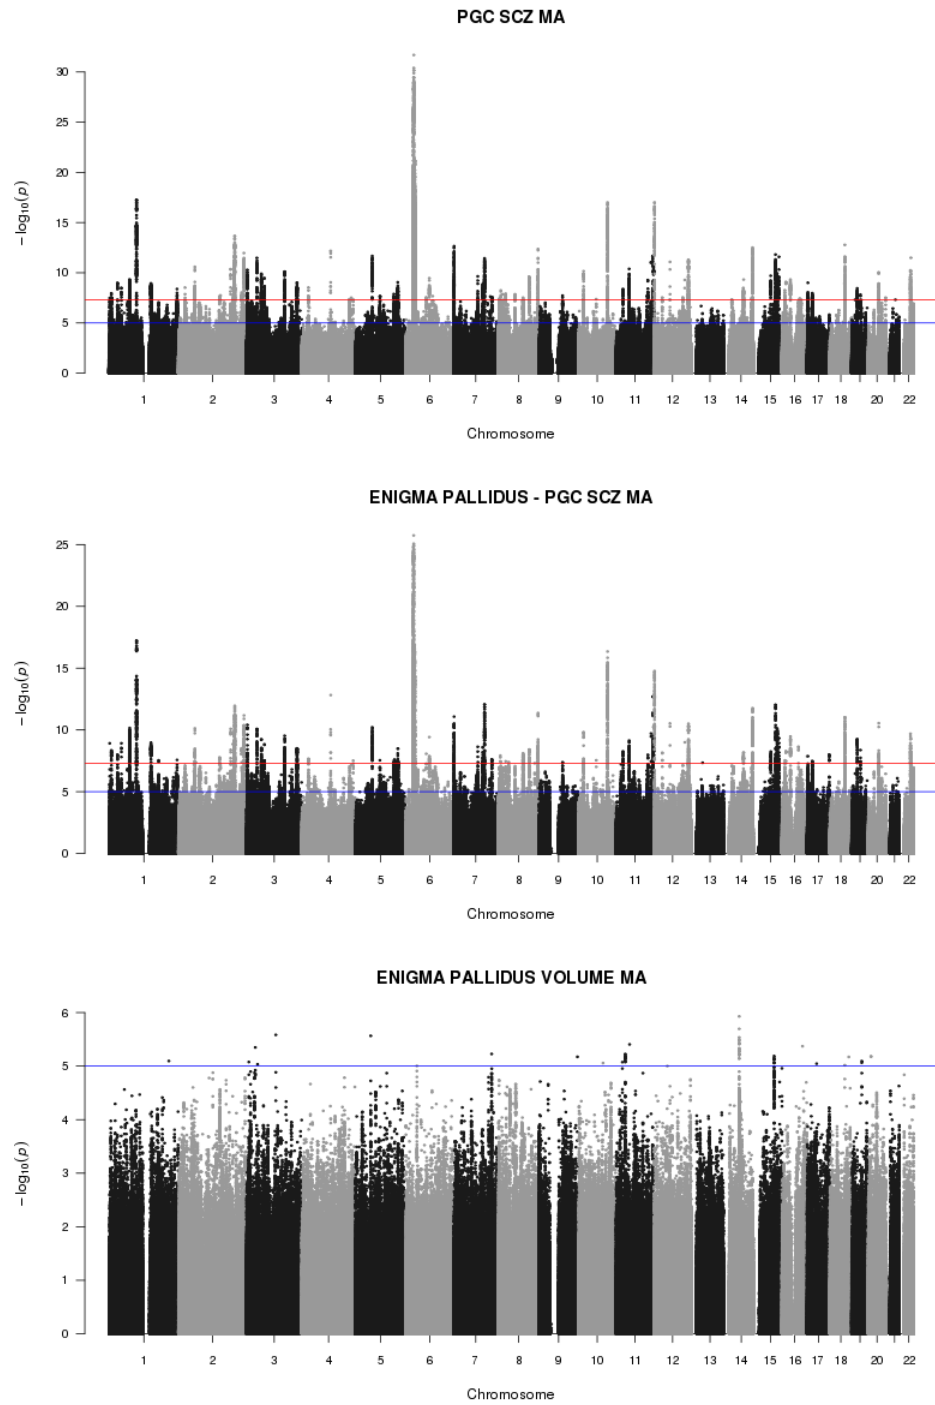 PGC SCZ MA
30
25
20
15
10
5
0
− log10(p)
1 2 3 4 5 6 7 8 9 10 11 12 13 14 15 16 17 18 20 22
Chromosome
ENIGMA PALLIDUS - PGC SCZ MA
25
20
15
10
5
0
− log10(p)
1 2 3 4 5 6 7 8 9 10 11 12 13 14 15 16 17 18 20 22
Chromosome
ENIGMA PALLIDUS VOLUME MA
6
5
4
3
2
1
0
− log10(p)
1 2 3 4 5 6 7 8 9 10 11 12 13 14 15 16 17 18 20 22
Chromosome